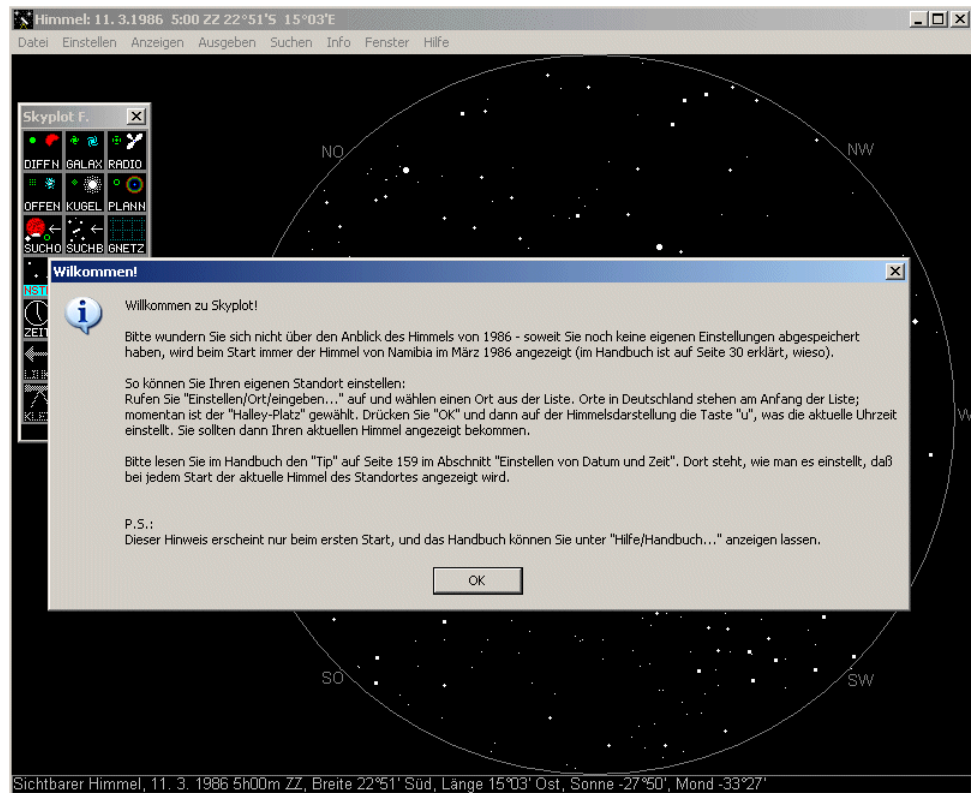 Himmel: 11. 3.1986 5:00 ZZ 22°51'S 15°03'E
Datei Einstellen Anzeigen Ausgeben Suchen Info Fenster Hilfe
Skyplot F.
DIFFN GALAX RADIO
OFFEN KUGEL PLANN
SUCHO SUCHB GNETZ
NO
NW
Wilkommen!
Willkommen zu Skyplot!
Bitte wundern Sie sich nicht über den Anblick des Himmels von 1986 - soweit Sie noch keine eigenen Einstellungen abgespeichert
haben, wird beim Start immer der Himmel von Namibia im März 1986 angezeigt (im Handbuch ist auf Seite 30 erklärt, wieso).
So können Sie Ihren eigenen Standort einstellen:
Rufen Sie "Einstellen/Ort/eingeben..." auf und wählen einen Ort aus der Liste. Orte in Deutschland stehen am Anfang der Liste;
momentan ist der "Halley-Platz" gewählt. Drücken Sie "OK" und dann auf der Himmelsdarstellung die Taste "u", was die aktuelle Uhrzeit
einstellt. Sie sollten dann Ihren aktuellen Himmel angezeigt bekommen.
Bitte lesen Sie im Handbuch den "Tip" auf Seite 159 im Abschnitt "Einstellen von Datum und Zeit". Dort steht, wie man es einstellt, daß
bei jedem Start der aktuelle Himmel des Standortes angezeigt wird.
P.S.:
Dieser Hinweis erscheint nur beim ersten Start, und das Handbuch können Sie unter "Hilfe/Handbuch..." anzeigen lassen.
OK
W
SO
SW
Sichtbarer Himmel, 11. 3. 1986 5h00m ZZ, Breite 22°51' Süd, Länge 15°03' Ost, Sonne -27°50', Mond -33°27'